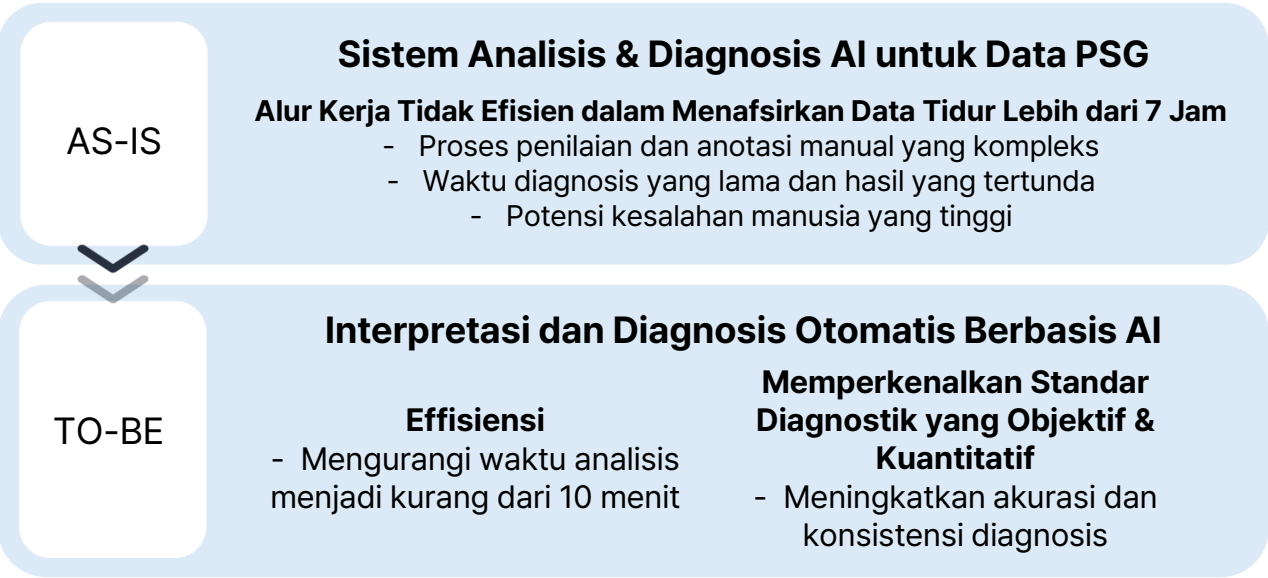 AS-IS
Sistem Analisis & Diagnosis AI untuk Data PSG
Alur Kerja Tidak Efisien dalam Menafsirkan Data Tidur Lebih dari 7 Jam
- Proses penilaian dan anotasi manual yang kompleks
- Waktu diagnosis yang lama dan hasil yang tertunda
- Potensi kesalahan manusia yang tinggi
TO-BE
Interpretasi dan Diagnosis Otomatis Berbasis AI
Effisiensi
- Mengurangi waktu analisis
menjadi kurang dari 10 menit
Memperkenalkan Standar
Diagnostik yang Objektif &
Kuantitatif
- Meningkatkan akurasi dan
konsistensi diagnosis